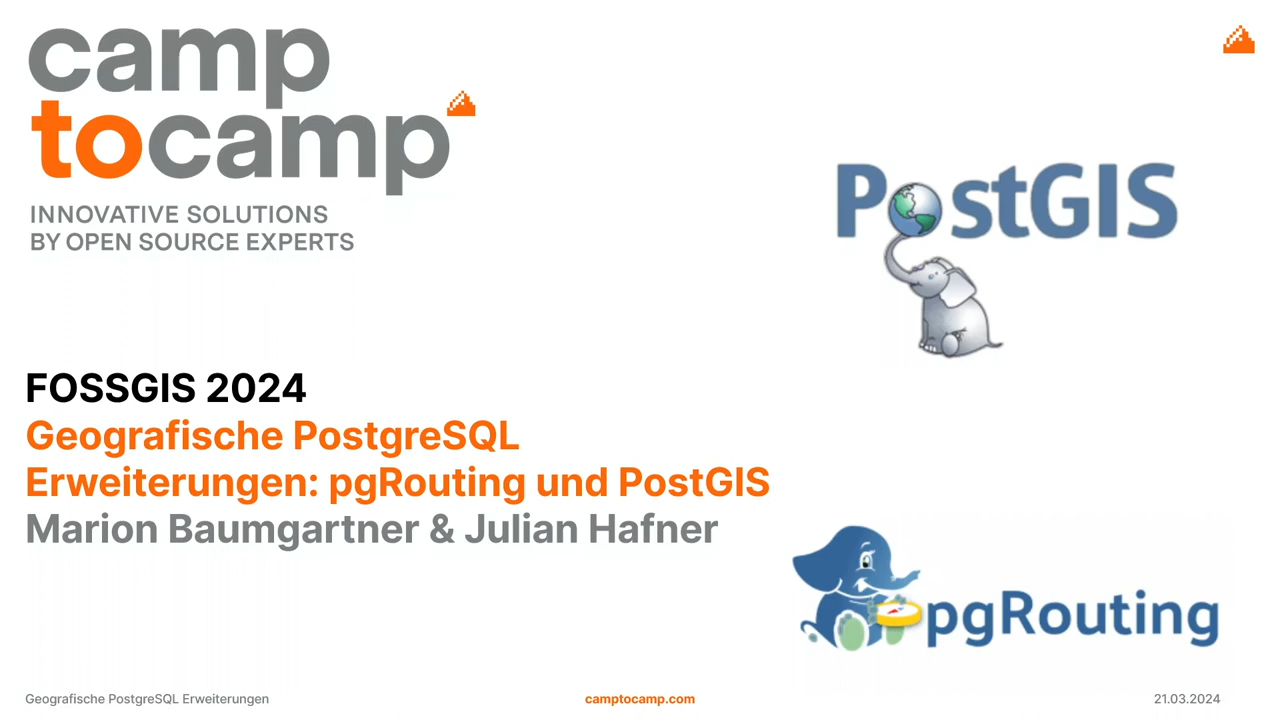 camp
tocamp
INNOVATIVE SOLUTIONS
BY OPEN SOURCE EXPERTS
PostGIS
FOSSGIS 2024
Geografische PostgreSQL
Erweiterungen: pgRouting und PostGIS
Marion Baumgartner & Julian Hafner
pgRouting
Geografische PostgreSQL Erweiterungen
camptocamp.com
21.03.2024